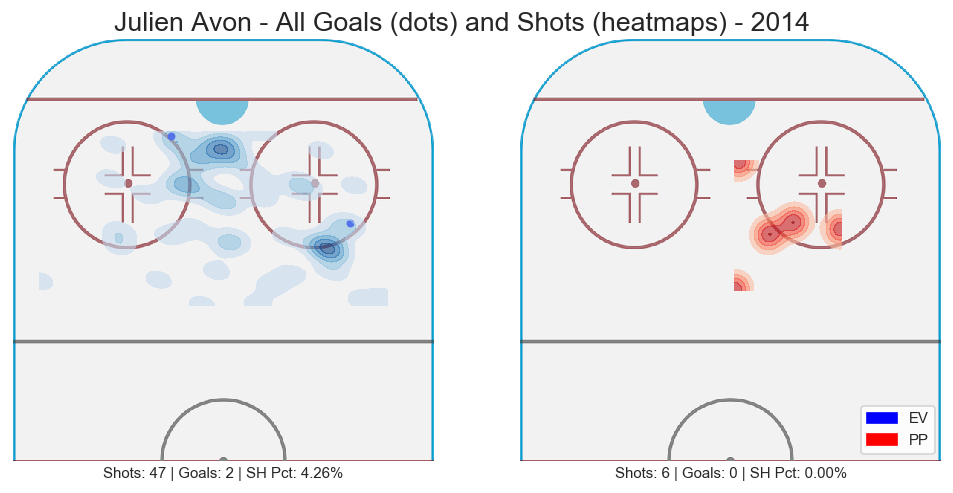 Julien Avon - All Goals (dots) and Shots (heatmaps) - 2014
EV
PP
Shots: 47 | Goals: 2 | SH Pct: 4.26%
Shots: 6 | Goals: 0 | SH Pct: 0.00%